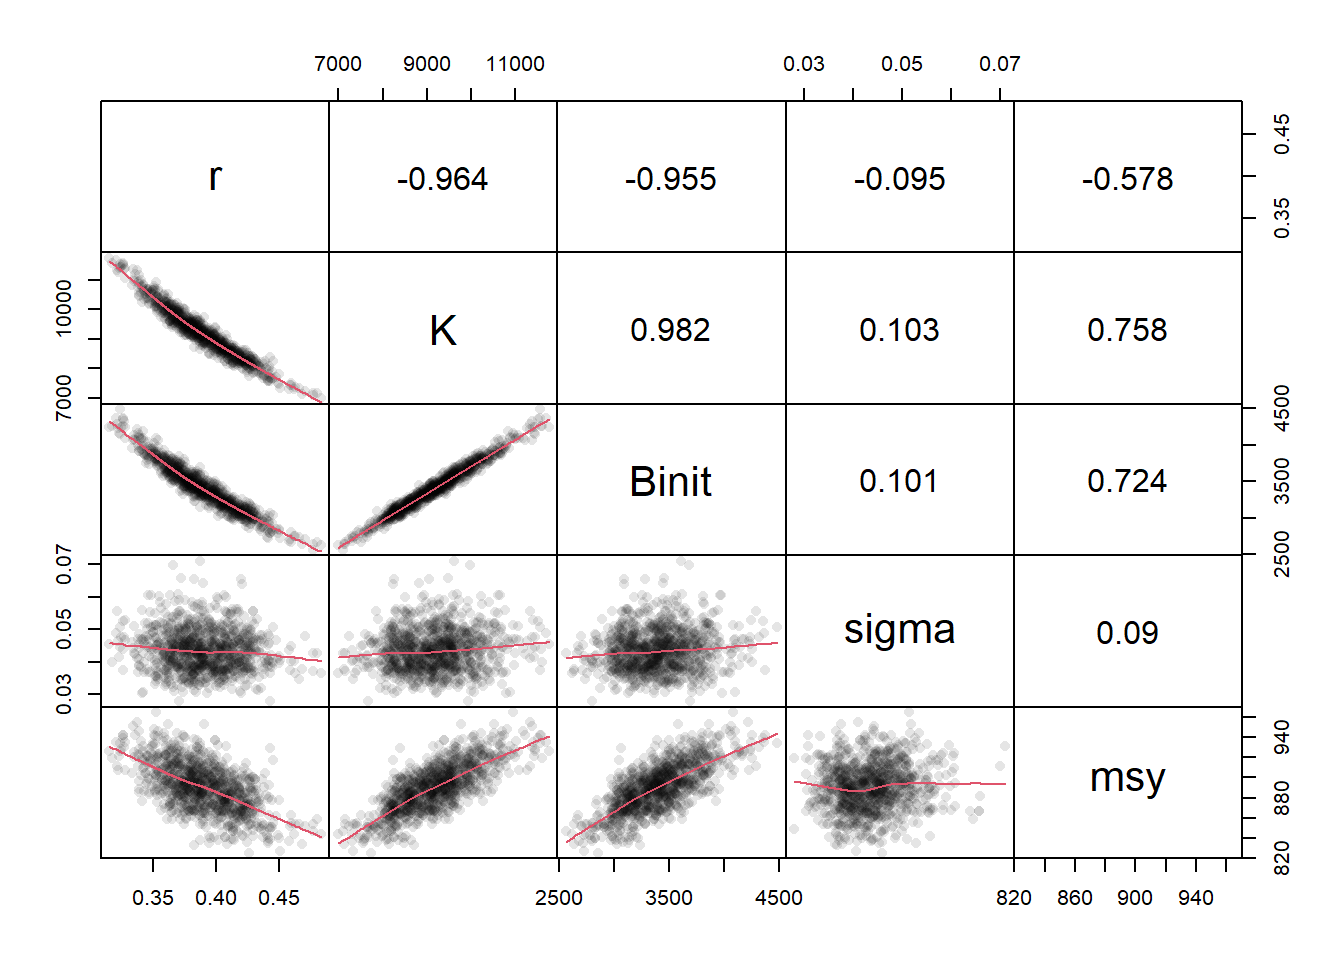 7000 9000 11000 0.03 0.05 0.07
r -0.964 -0.955 -0.095 -0.578
0.35 0.45
7000 10000
K 0.982 0.103 0.758
Binit 0.101 0.724
2500 3500 4500
0.03 0.05 0.07
sigma 0.09
msy
820 880 940
0.35 0.40 0.45 2500 3500 4500 820 860 900 940